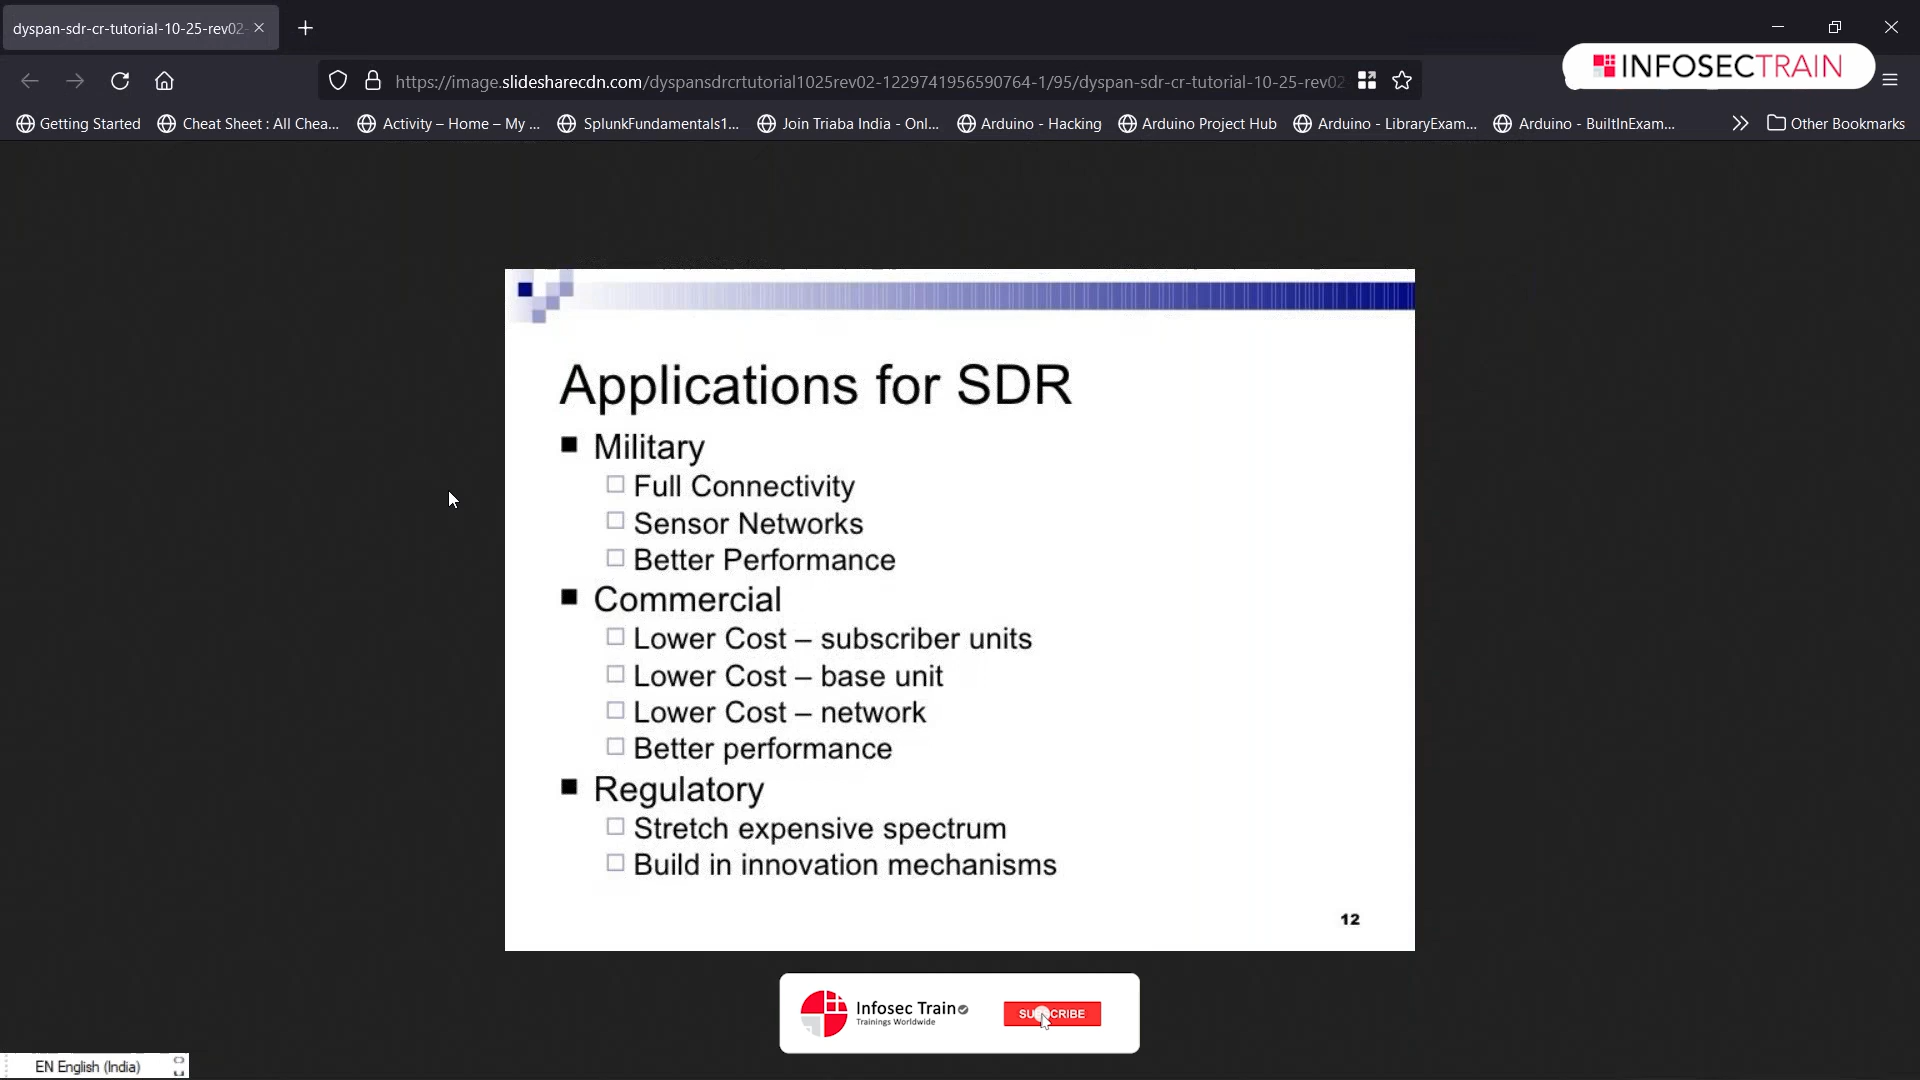 dyspan-sdr-cr-tutorial-10-25-rev02-
INFOSECTRAIN
https://image.slidesharecdn.com/dyspansdrcrtutorial1025rev02-1229741956590764-1/95/dyspan-sdr-cr-tutorial-10-25-rev02
Getting Started Cheat Sheet : All Chea... Activity – Home – My ... SplunkFundamentals1... Join Triaba India - Onl... Arduino - Hacking Arduino Project Hub Arduino - LibraryExam... Arduino - BuiltInExam... Other Bookmarks
Applications for SDR
Military
Full Connectivity
Sensor Networks
Better Performance
Commercial
Lower Cost – subscriber units
Lower Cost – base unit
Lower Cost – network
Better performance
Regulatory
Stretch expensive spectrum
Build in innovation mechanisms
12
Infosec Train
Trainings Worldwide
SUBSCRIBE
EN English (India)